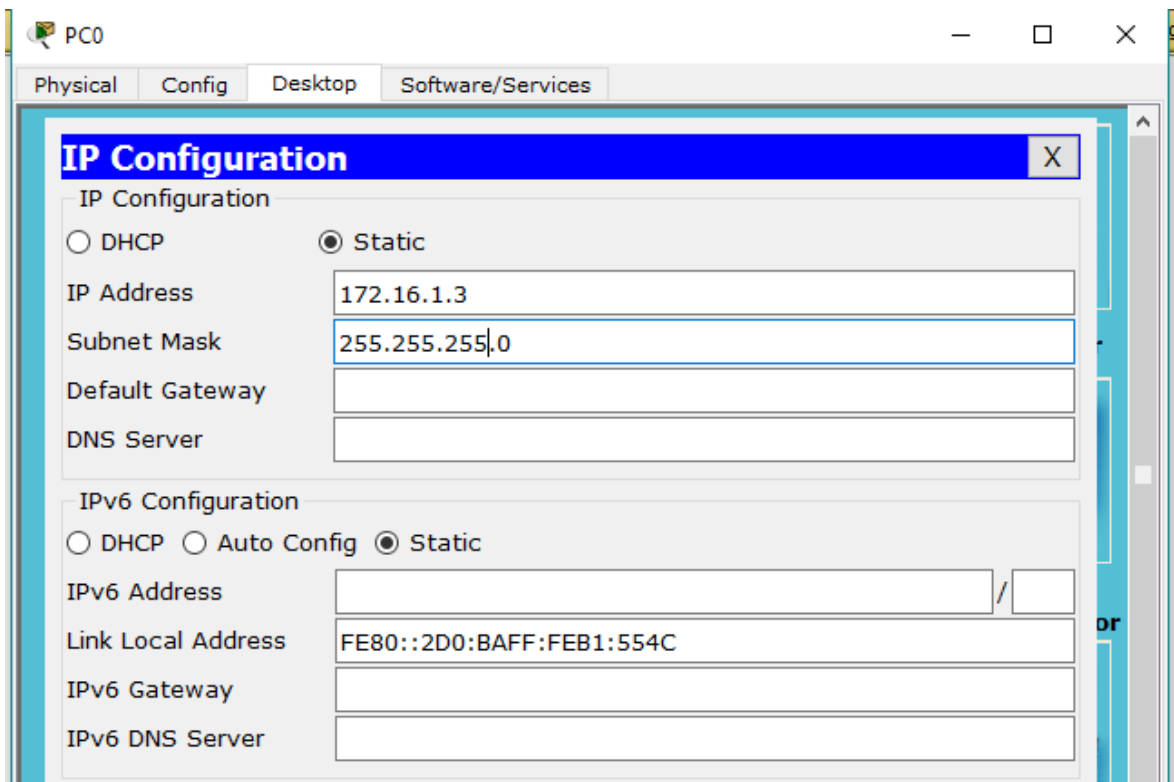 PC0
Physical Config Desktop Software/Services
IP Configuration X
IP Configuration
DHCP Static
IP Address 172.16.1.3
Subnet Mask 255.255.255.0
Default Gateway
DNS Server
IPv6 Configuration
DHCP Auto Config Static
IPv6 Address /
Link Local Address FE80::2D0:BAFF:FEB1:554C
IPv6 Gateway
or
IPv6 DNS Server